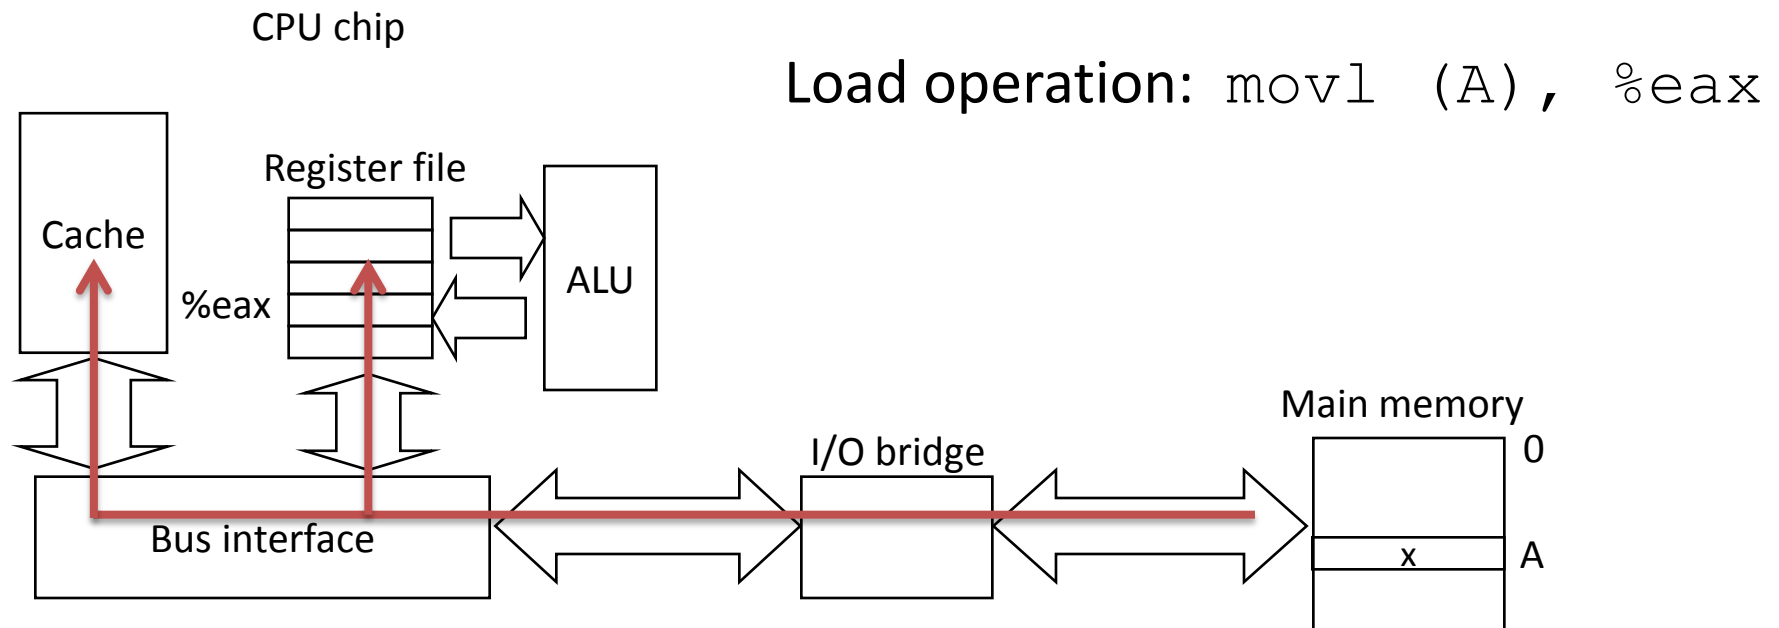 CPU chip
Load operation: movl (A), %eax
Register file
Cache
ALU
%eax
Main memory
I/O bridge
0
Bus interface
x
A